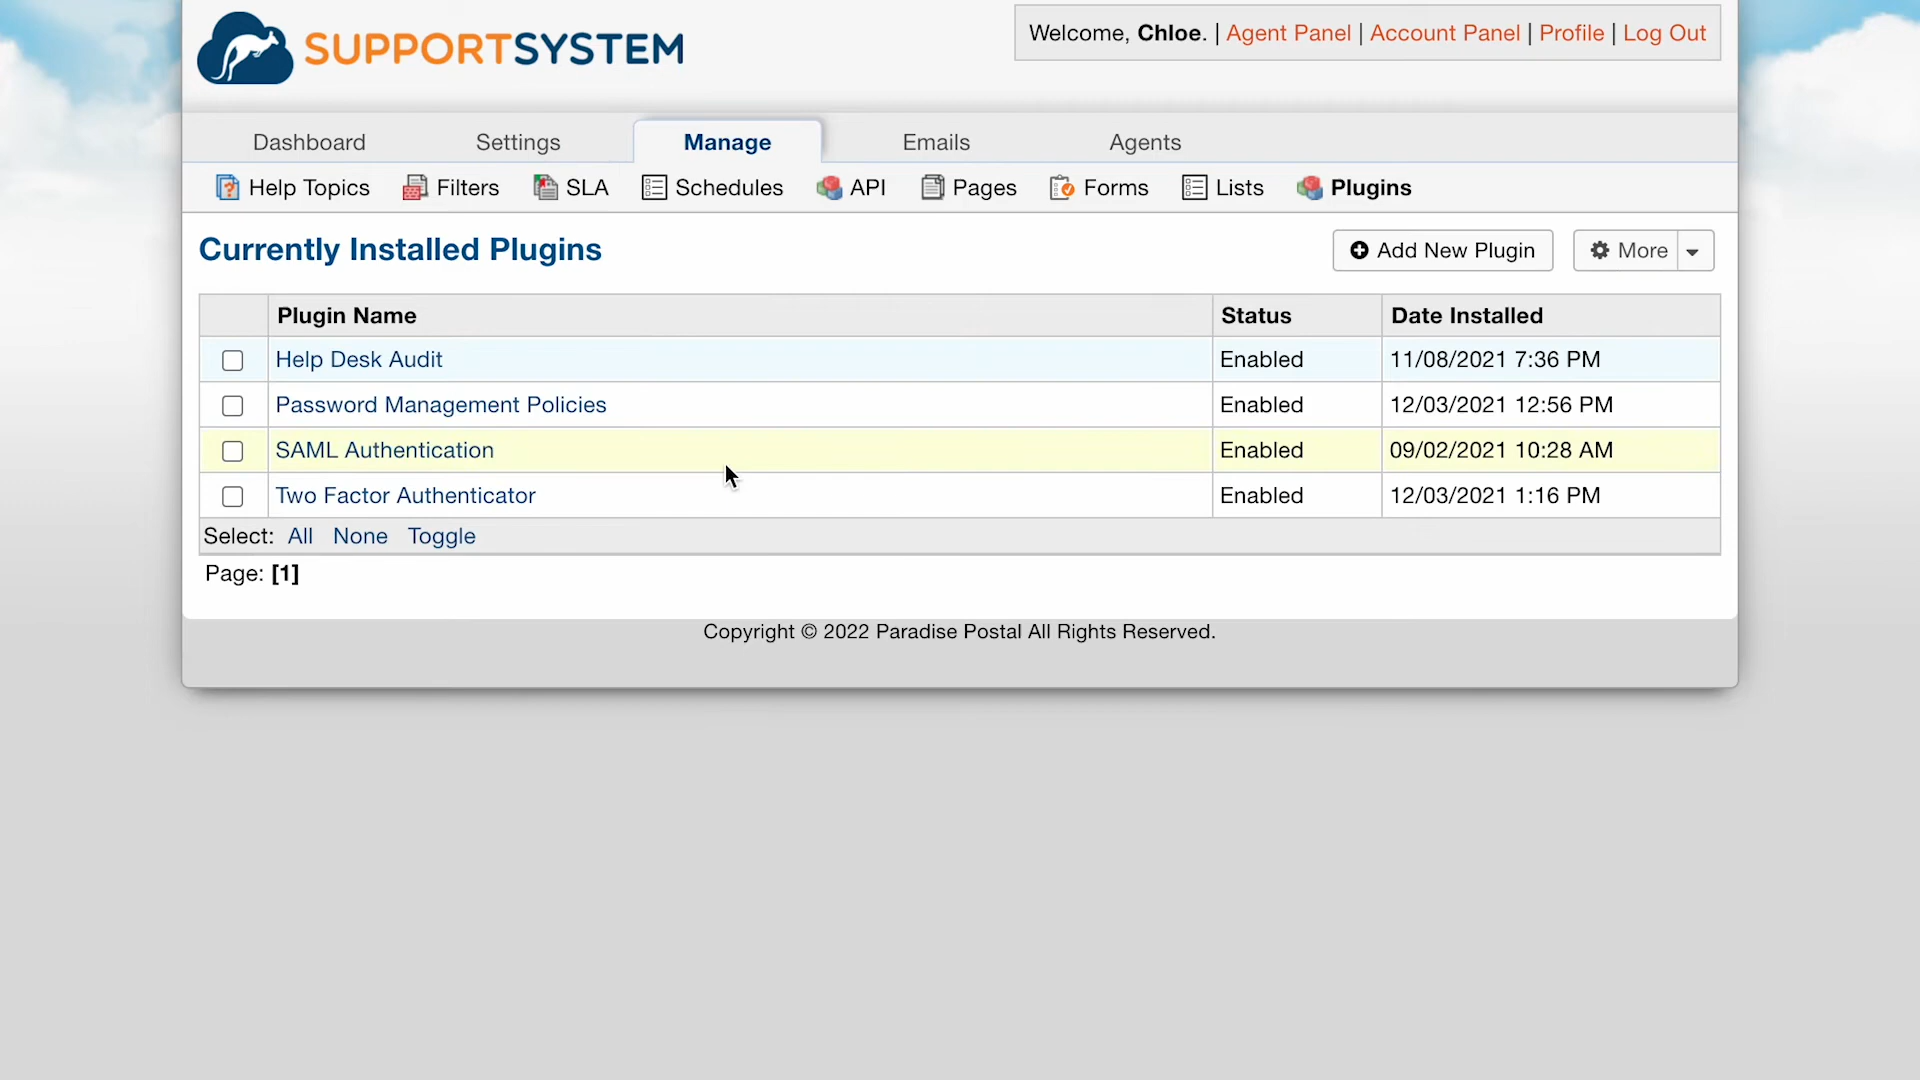 SUPPORTSYSTEM
Welcome, Chloe. | Agent Panel | Account Panel | Profile | Log Out
Dashboard Settings Manage Emails Agents
Help Topics Filters SLA Schedules API Pages Forms Lists Plugins
Currently Installed Plugins
Add New Plugin More
Plugin Name Status Date Installed
Help Desk Audit Enabled 11/08/2021 7:36 PM
Password Management Policies Enabled 12/03/2021 12:56 PM
SAML Authentication Enabled 09/02/2021 10:28 AM
Two Factor Authenticator Enabled 12/03/2021 1:16 PM
Select: All None Toggle
Page: [1]
Copyright © 2022 Paradise Postal All Rights Reserved.